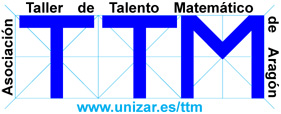 Taller de Talento Matemático
Asociación
TTM
de Aragón
www.unizar.es/ttm